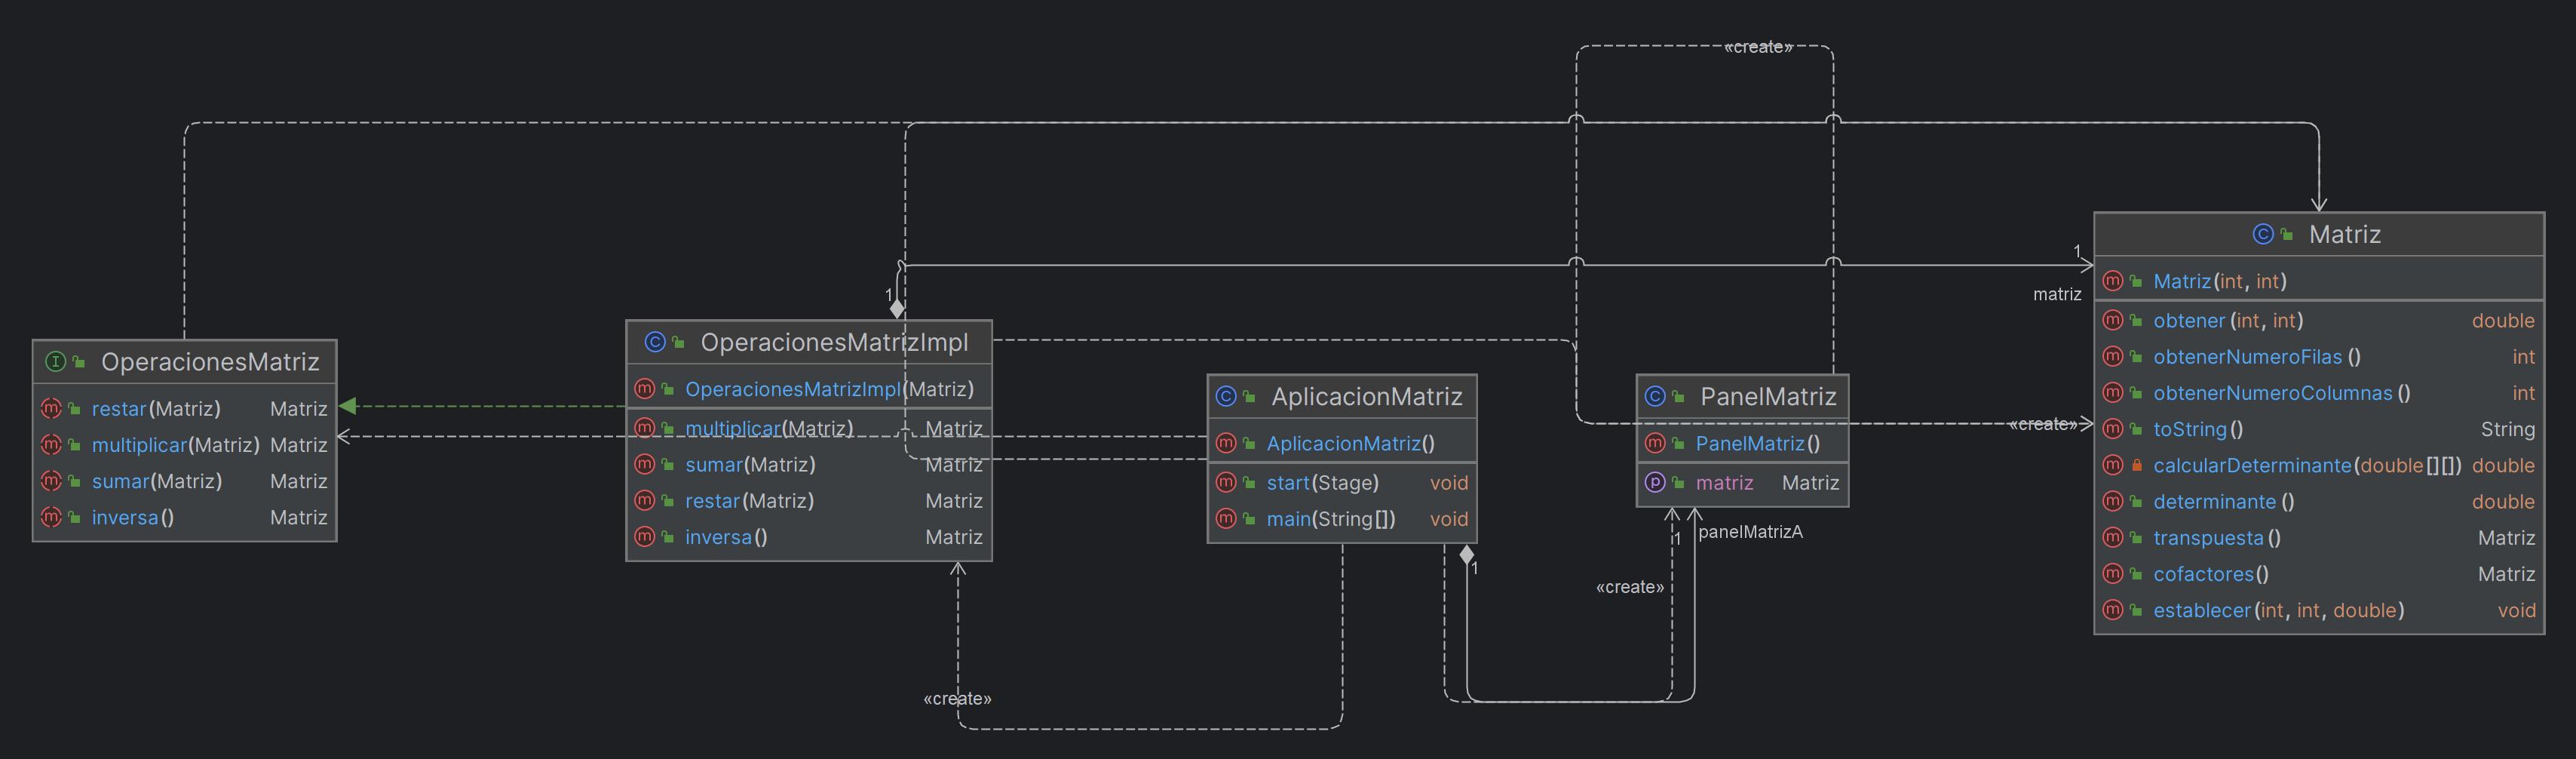 «create»
OperacionesMatriz
restar(Matriz) Matriz
multiplicar(Matriz) Matriz
sumar(Matriz) Matriz
inversa() Matriz
1
OperacionesMatrizImpl
OperacionesMatrizImpl(Matriz)
multiplicar(Matriz) Matriz
sumar(Matriz) Matriz
restar(Matriz) Matriz
inversa() Matriz
«create»
AplicacionMatriz
AplicacionMatriz()
start(Stage) void
main(String[]) void
1
PanelMatriz
PanelMatriz()
matriz Matriz
1
panelMatrizA
«create»
1
matriz
«create»
Matriz
Matriz(int, int)
obtener(int, int) double
obtenerNumeroFilas() int
obtenerNumeroColumnas() int
toString() String
calcularDeterminante(double[][]) double
determinante() double
transpuesta() Matriz
cofactores() Matriz
establecer(int, int, double) void